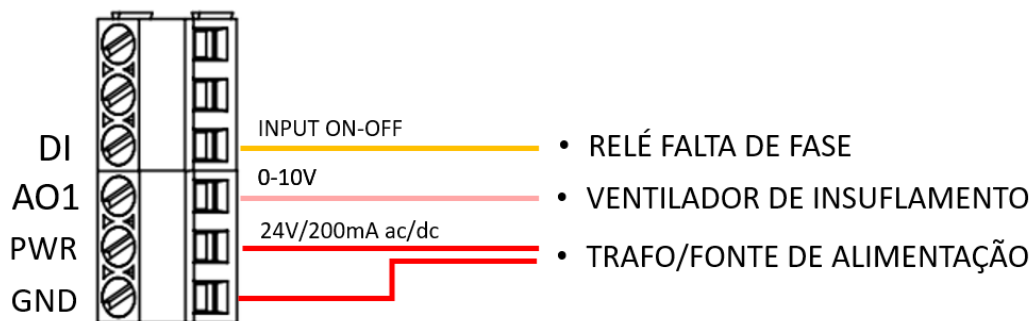 DI INPUT ON-OFF • RELÉ FALTA DE FASE
AO1 0-10V • VENTILADOR DE INSUFLAMENTO
PWR 24V/200mA ac/dc • TRAFO/FONTE DE ALIMENTAÇÃO
GND